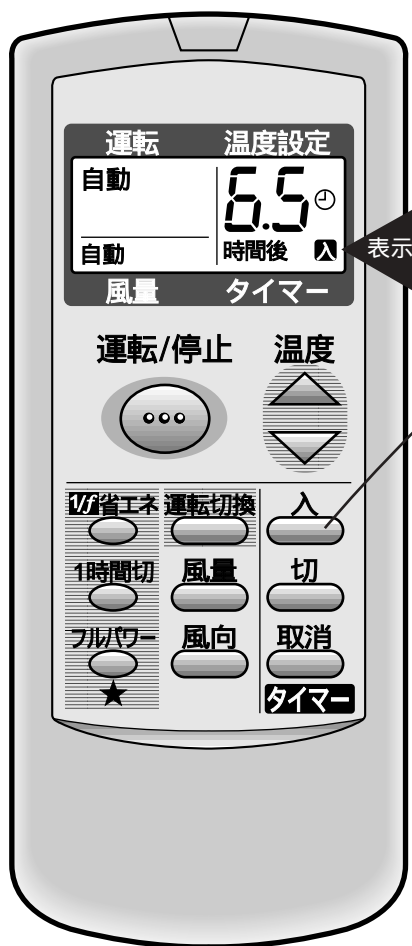 運転 温度設定
自動 6.5
自動 時間後 入
表示
風量 タイマー
運転/停止 温度
1/f省エネ 運転切換 入
1時間切 風量 切
フルパワー 風向 取消
★ タイマー